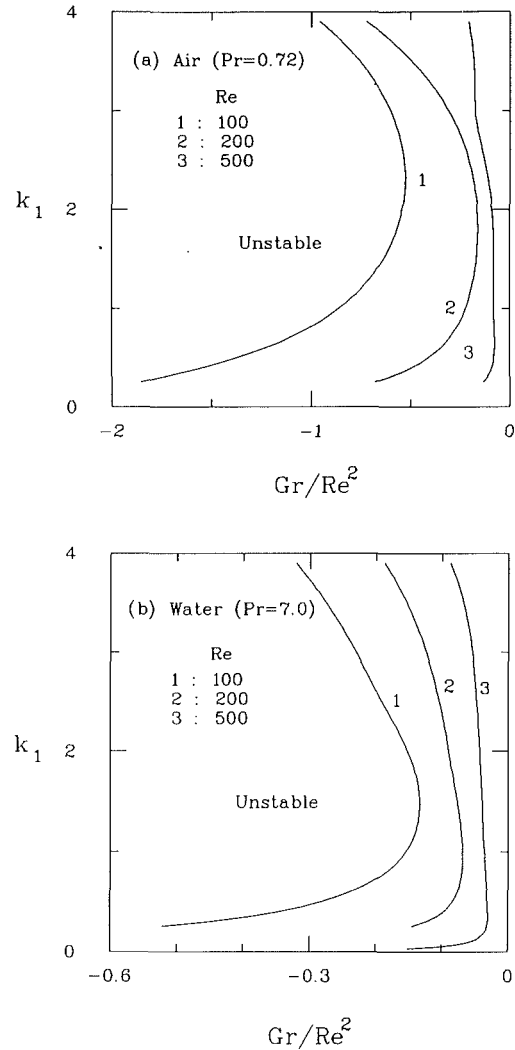 4
(a) Air (Pr=0.72)
Re
1 : 100
2 : 200
3 : 500
k1
2
Unstable
1
2
3
0
-2
-1
0
Gr/Re²
4
(b) Water (Pr=7.0)
Re
1 : 100
2 : 200
3 : 500
k1
2
Unstable
1
2
3
0
-0.6
-0.3
0
Gr/Re²